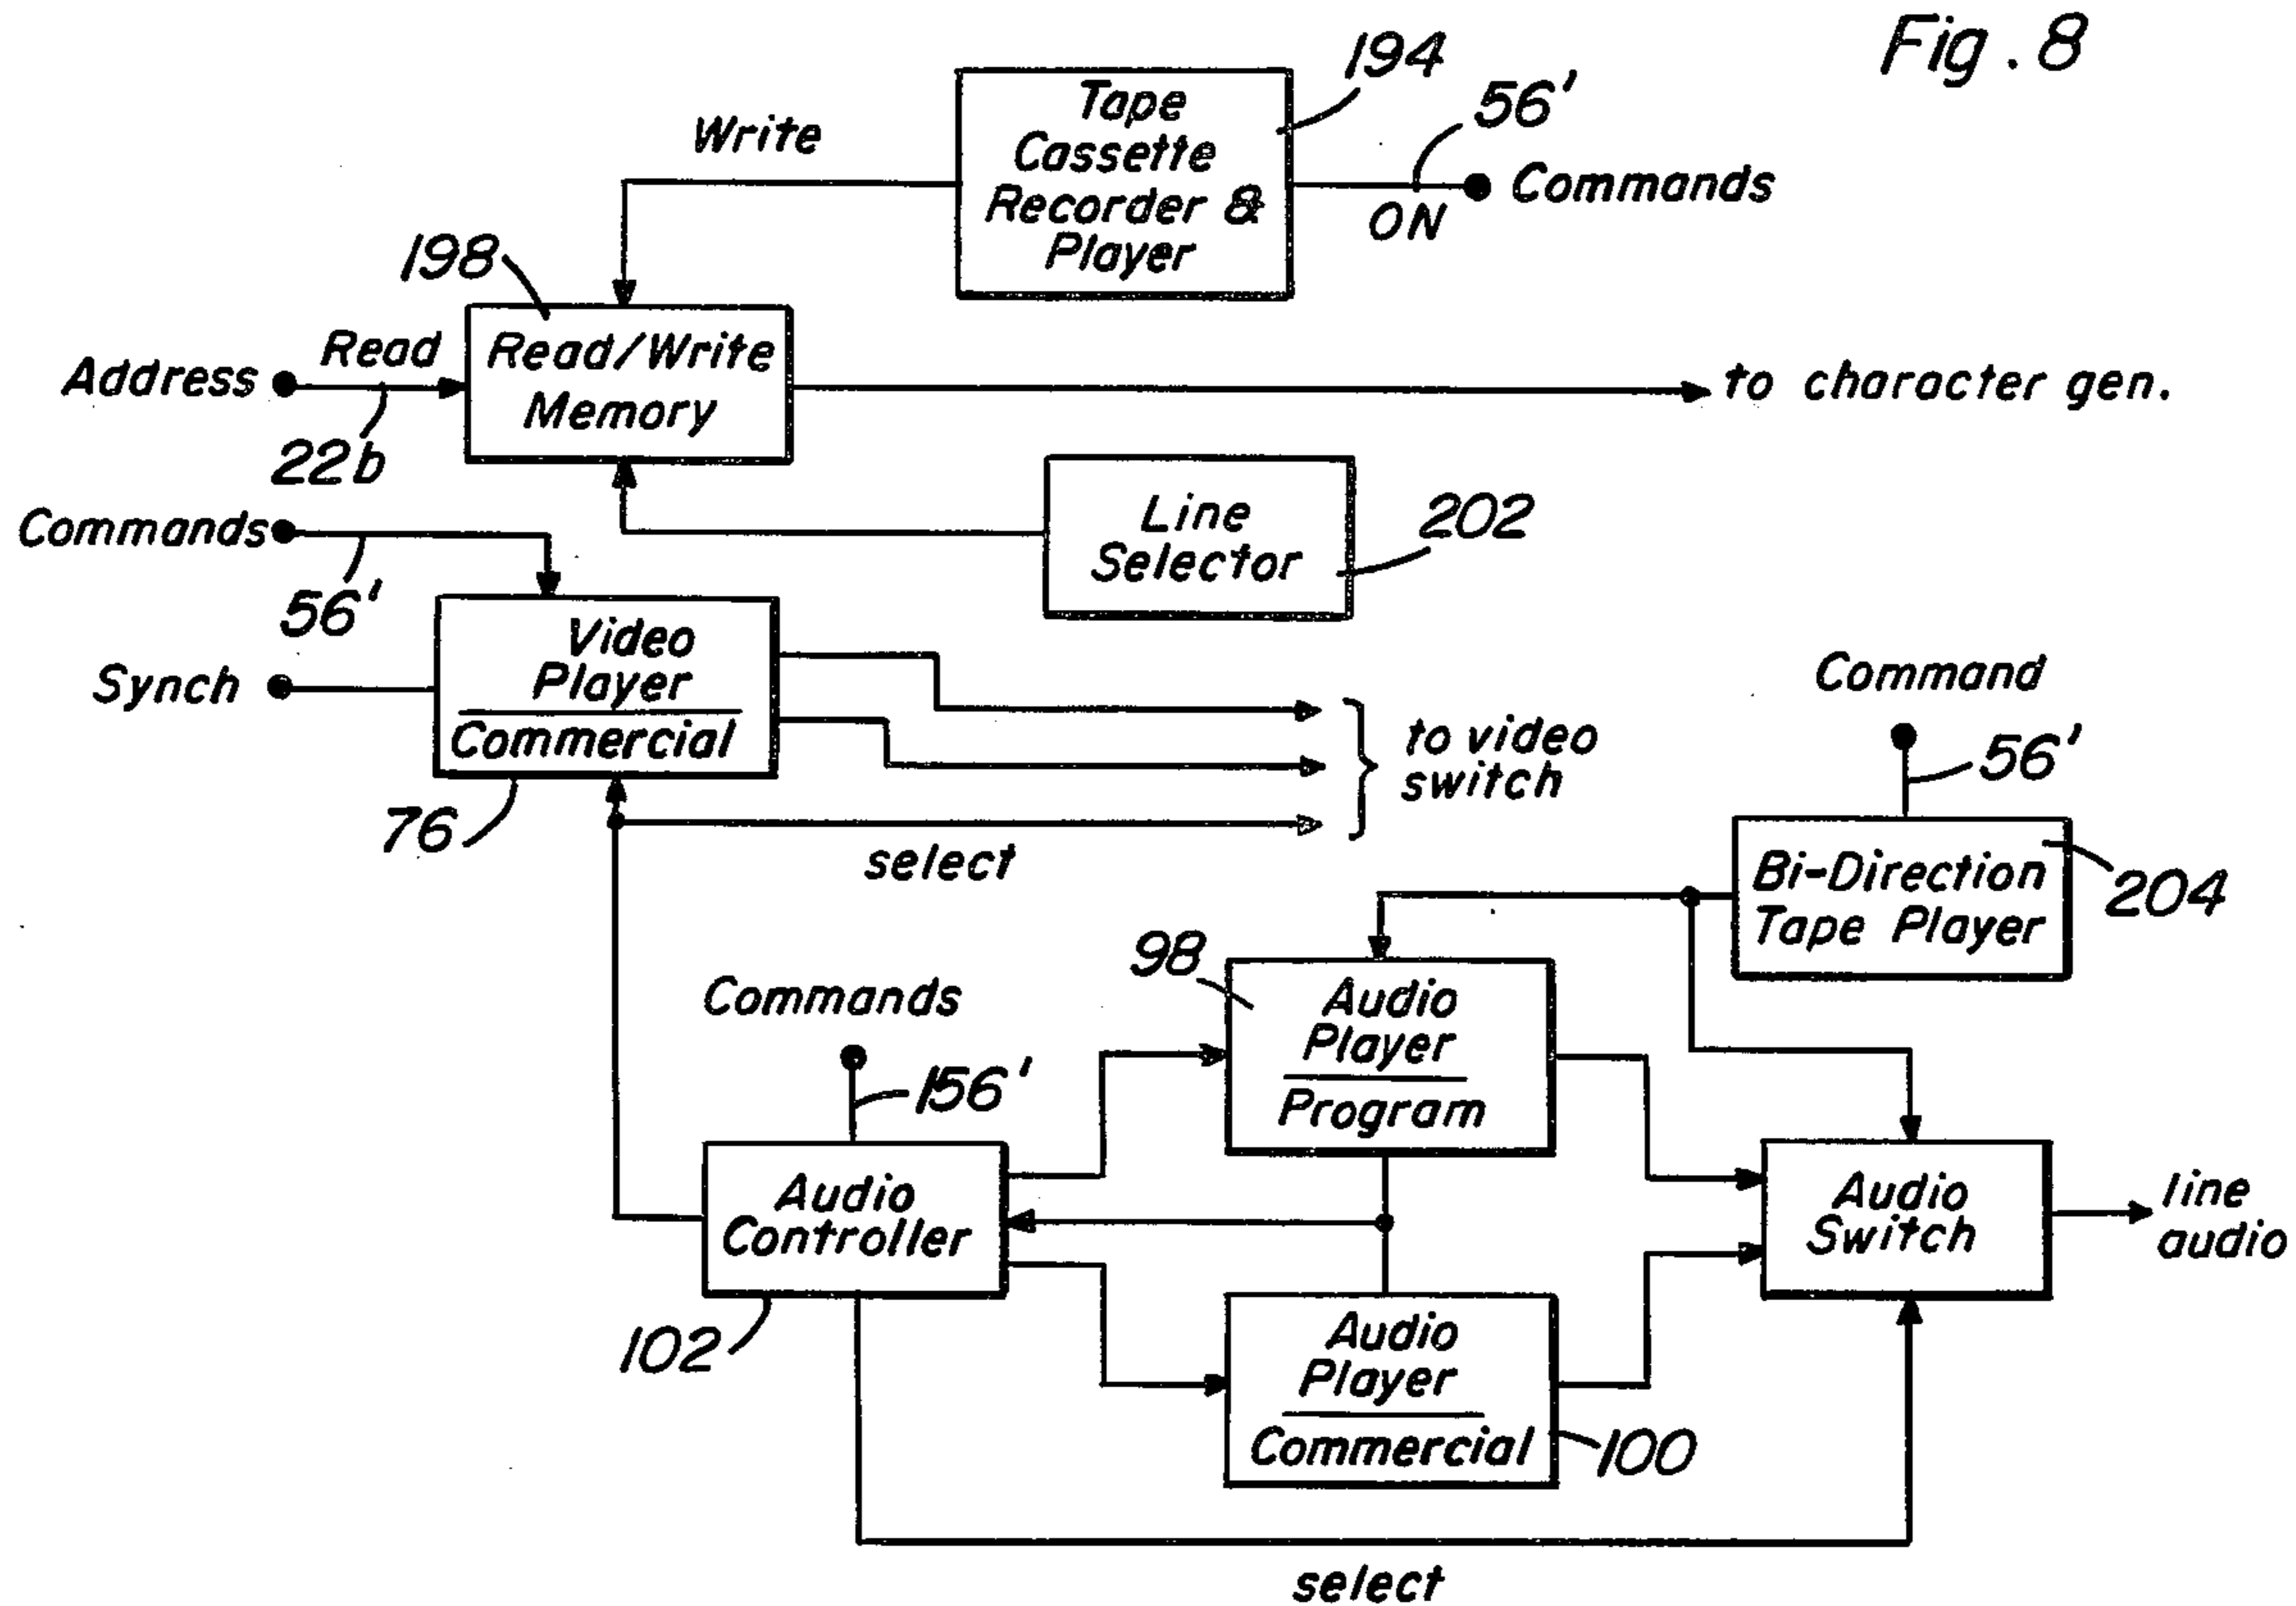 Fig. 8
194
Tape
Cassette
Recorder &
Player
56'
Commands
ON
Write
198
Read/Write
Memory
Address
Read
22b
to character gen.
Line
Selector
202
Commands
56'
Synch
Video
Player
Commercial
76
to video
switch
select
Command
56'
Bi-Direction
Tape Player
204
98
Audio
Player
Program
Commands
156'
Audio
Controller
102
Audio
Switch
line
audio
Audio
Player
Commercial
100
select